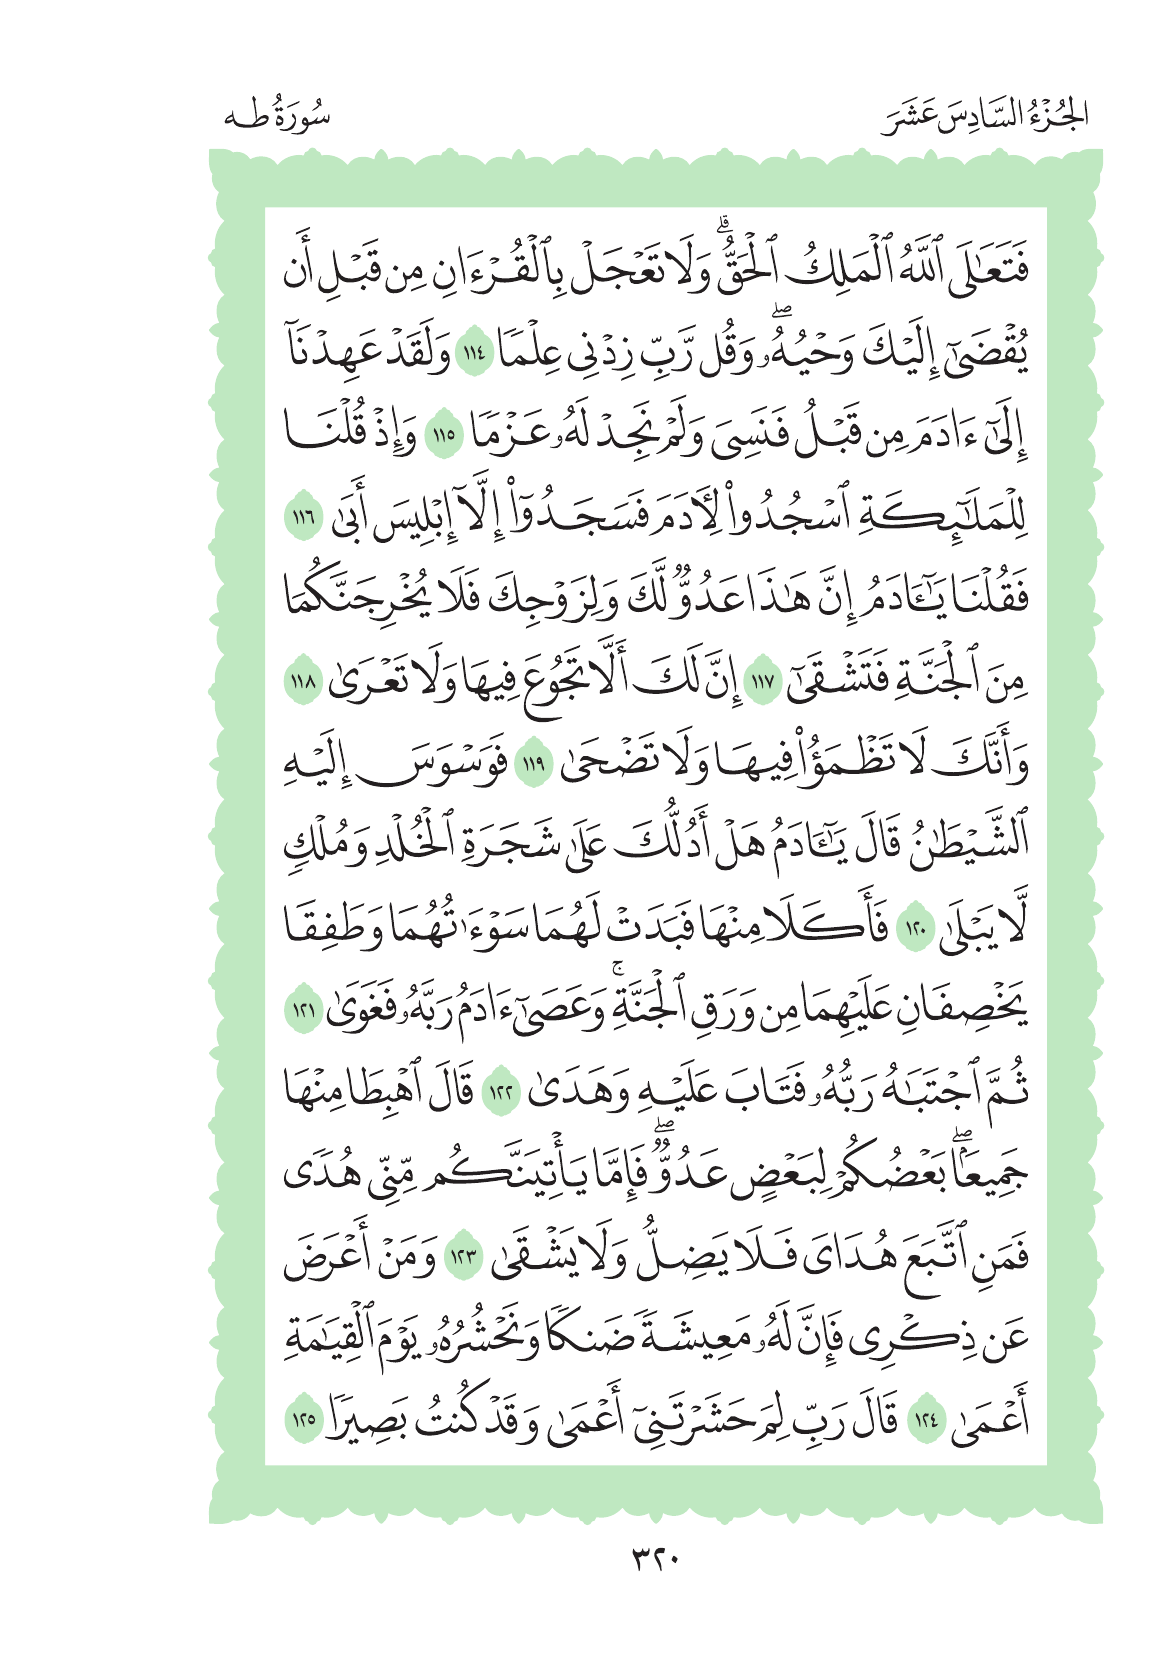 الجُزْءُ السَّادِسَ عَشَرَ
سُورَةُ طه
فَتَعَٰلَى ٱللَّهُ ٱلْمَلِكُ ٱلْحَقُّۗ وَلَا تَعْجَلْ بِٱلْقُرْءَانِ مِن قَبْلِ أَن
يُقْضَىٰٓ إِلَيْكَ وَحْيُهُۥۖ وَقُل رَّبِّ زِدْنِى عِلْمًا ١١٤ وَلَقَدْ عَهِدْنَآ
إِلَىٰٓ ءَادَمَ مِن قَبْلُ فَنَسِىَ وَلَمْ نَجِدْ لَهُۥ عَزْمًا ١١٥ وَإِذْ قُلْنَا
لِلْمَلَٰٓئِكَةِ ٱسْجُدُوا۟ لِأَدَمَ فَسَجَدُوٓا۟ إِلَّآ إِبْلِيسَ أَبَىٰ ١١٦
فَقُلْنَا يَٰٓـَٔادَمُ إِنَّ هَٰذَا عَدُوٌّ لَّكَ وَلِزَوْجِكَ فَلَا يُخْرِجَنَّكُمَا
مِنَ ٱلْجَنَّةِ فَتَشْقَىٰٓ ١١٧ إِنَّ لَكَ أَلَّا تَجُوعَ فِيهَا وَلَا تَعْرَىٰ ١١٨
وَأَنَّكَ لَا تَظْمَؤُا۟ فِيهَا وَلَا تَضْحَىٰ ١١٩ فَوَسْوَسَ إِلَيْهِ
ٱلشَّيْطَٰنُ قَالَ يَٰٓـَٔادَمُ هَلْ أَدُلُّكَ عَلَىٰ شَجَرَةِ ٱلْخُلْدِ وَمُلْكٍ
لَّا يَبْلَىٰ ١٢٠ فَأَكَلَا مِنْهَا فَبَدَتْ لَهُمَا سَوْءَٰتُهُمَا وَطَفِقَا
يَخْصِفَانِ عَلَيْهِمَا مِن وَرَقِ ٱلْجَنَّةِۚ وَعَصَىٰٓ ءَادَمُ رَبَّهُۥ فَغَوَىٰ ١٢١
ثُمَّ ٱجْتَبَٰهُ رَبُّهُۥ فَتَابَ عَلَيْهِ وَهَدَىٰ ١٢٢ قَالَ ٱهْبِطَا مِنْهَا
جَمِيعًۢاۖ بَعْضُكُمْ لِبَعْضٍ عَدُوٌّۖ فَإِمَّا يَأْتِيَنَّكُم مِّنِّى هُدًى
فَمَنِ ٱتَّبَعَ هُدَاىَ فَلَا يَضِلُّ وَلَا يَشْقَىٰ ١٢٣ وَمَنْ أَعْرَضَ
عَن ذِكْرِى فَإِنَّ لَهُۥ مَعِيشَةً ضَنكًا وَنَحْشُرُهُۥ يَوْمَ ٱلْقِيَٰمَةِ
أَعْمَىٰ ١٢٤ قَالَ رَبِّ لِمَ حَشَرْتَنِىٓ أَعْمَىٰ وَقَدْ كُنتُ بَصِيرًا ١٢٥
٣٢٠